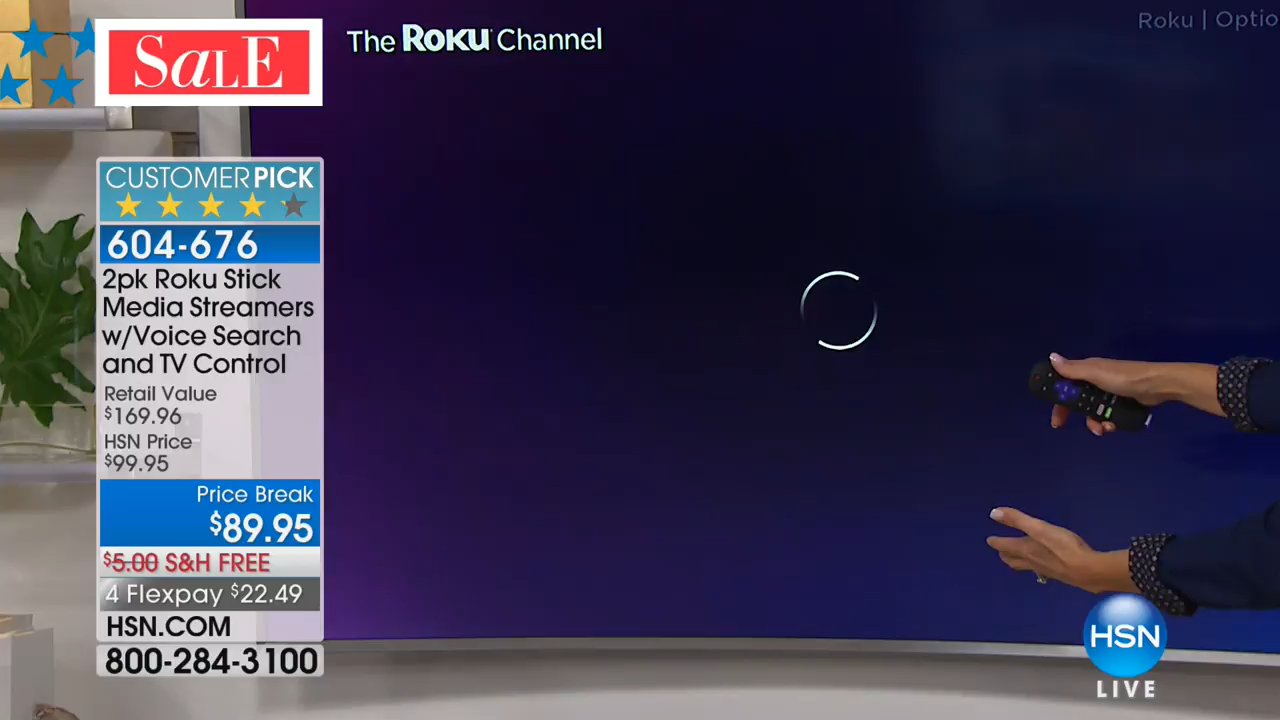 SaLE
The Roku Channel
Roku | Optio
CUSTOMER PICK
604-676
2pk Roku Stick
Media Streamers
w/Voice Search
and TV Control
Retail Value
$169.96
HSN Price
$99.95
Price Break
$89.95
$5.00 S&H FREE
4 Flexpay $22.49
HSN.COM
800-284-3100
HSN
LIVE